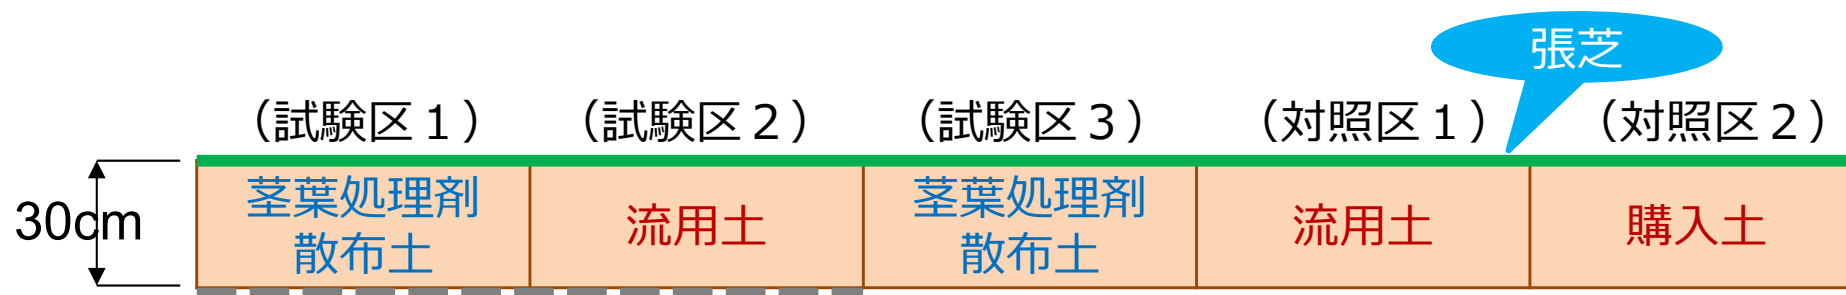 張芝
（試験区１）
（試験区２）
（試験区３）
（対照区１）
（対照区２）
30cm
茎葉処理剤
散布土
流用土
茎葉処理剤
散布土
流用土
購入土